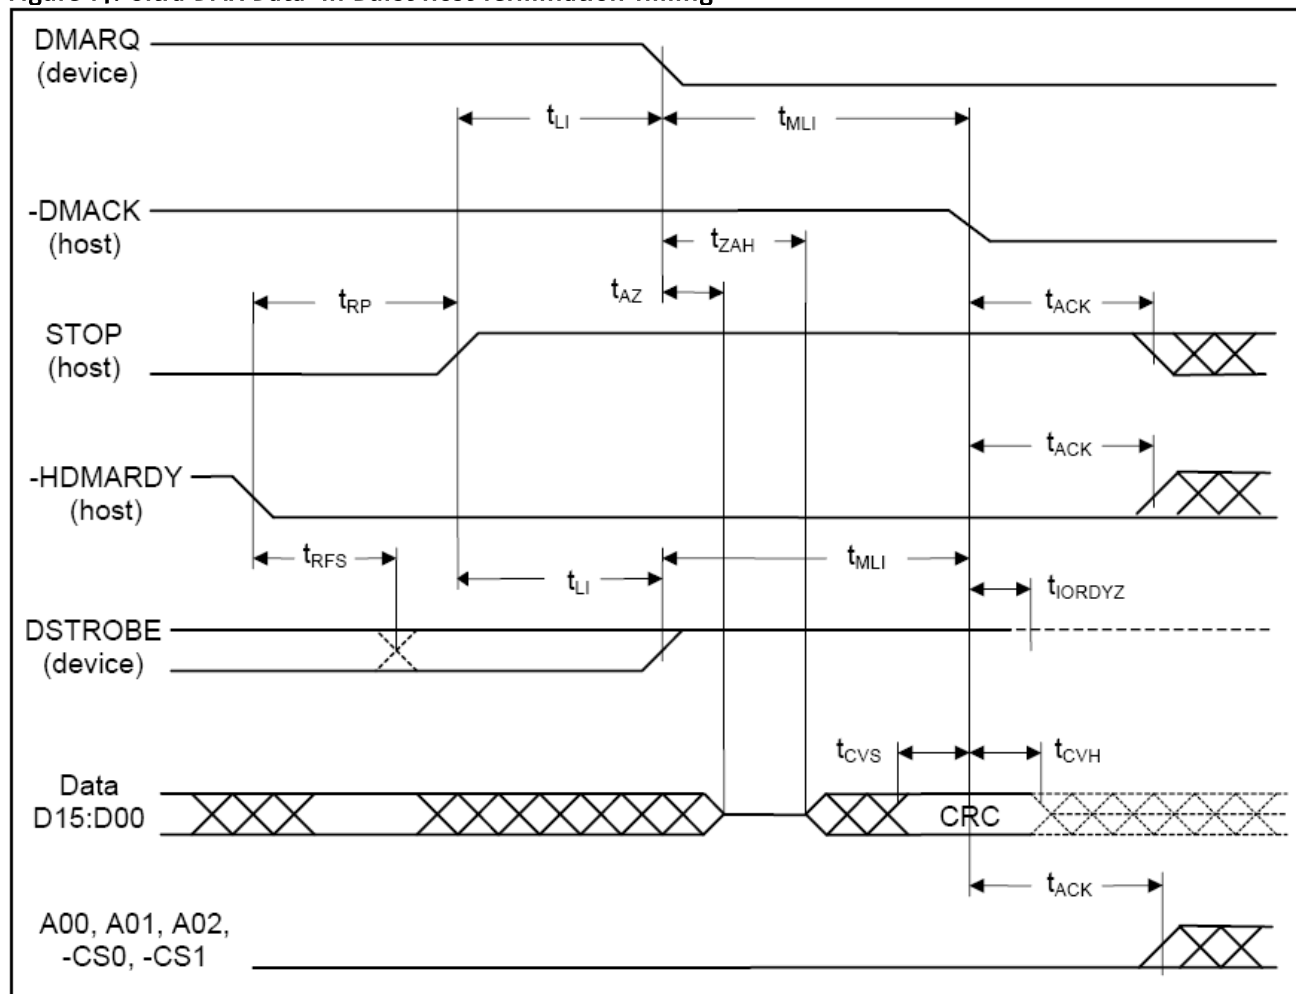 DMARQ
(device)
tLI
tMLI
-DMACK
(host)
tZAH
tAZ
tRP
tACK
STOP
(host)
tACK
-HDMARDY
(host)
tRFS
tMLI
tLI
tIORDYZ
DSTROBE
(device)
tCVS
tCVH
Data
D15:D00
CRC
tACK
A00, A01, A02,
-CS0, -CS1